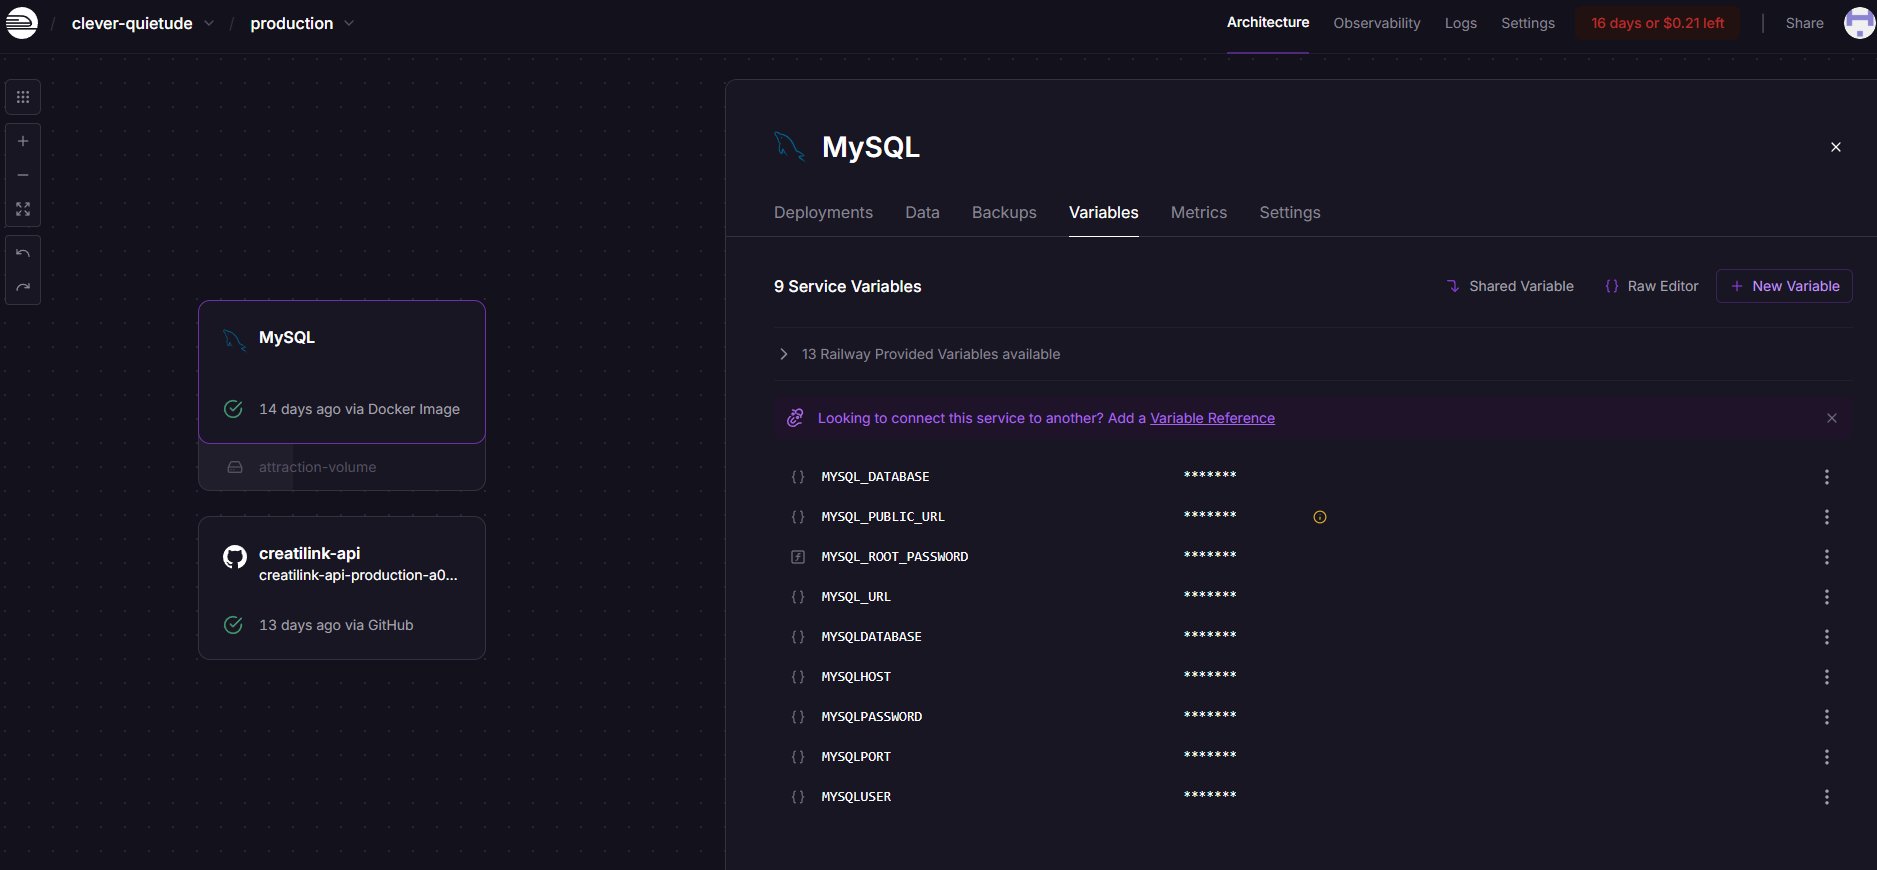 / clever-quietude / production
Architecture Observability Logs Settings 16 days or $0.21 left | Share
MySQL
14 days ago via Docker Image
attraction-volume
creatilink-api
creatilink-api-production-a0...
13 days ago via GitHub
MySQL
Deployments Data Backups Variables Metrics Settings
9 Service Variables
Shared Variable {} Raw Editor + New Variable
13 Railway Provided Variables available
Looking to connect this service to another? Add a Variable Reference
{} MYSQL_DATABASE *******
{} MYSQL_PUBLIC_URL *******
MYSQL_ROOT_PASSWORD *******
{} MYSQL_URL *******
{} MYSQLDATABASE *******
{} MYSQLHOST *******
{} MYSQLPASSWORD *******
{} MYSQLPORT *******
{} MYSQLUSER *******